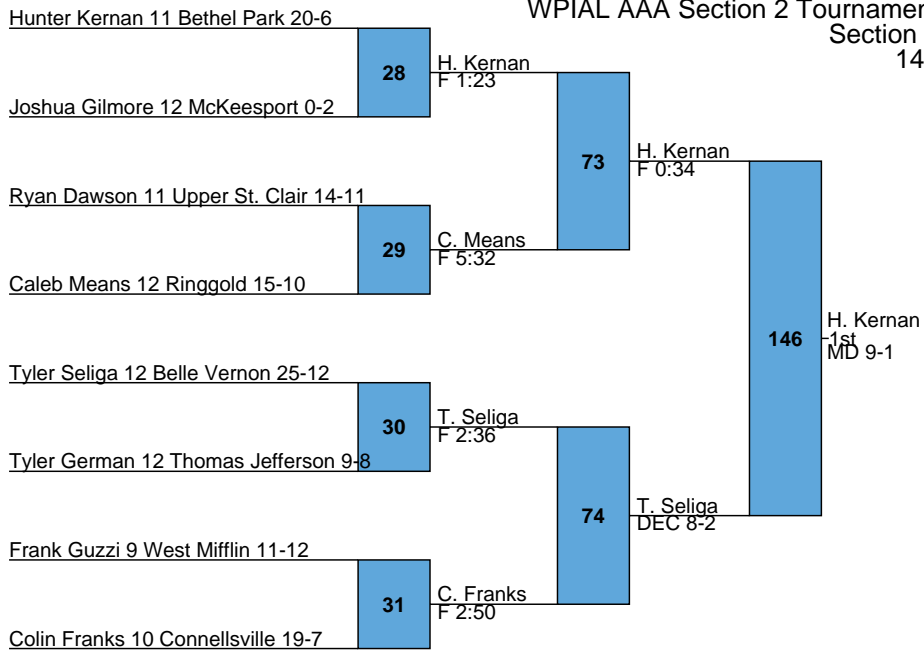 WPIAL AAA Section 2 Tournamen
Section
14
Hunter Kernan 11 Bethel Park 20-6
28
H. Kernan
F 1:23
Joshua Gilmore 12 McKeesport 0-2
73
H. Kernan
F 0:34
Ryan Dawson 11 Upper St. Clair 14-11
29
C. Means
F 5:32
Caleb Means 12 Ringgold 15-10
146
H. Kernan
1st
MD 9-1
Tyler Seliga 12 Belle Vernon 25-12
30
T. Seliga
F 2:36
Tyler German 12 Thomas Jefferson 9-8
74
T. Seliga
DEC 8-2
Frank Guzzi 9 West Mifflin 11-12
31
C. Franks
F 2:50
Colin Franks 10 Connellsville 19-7